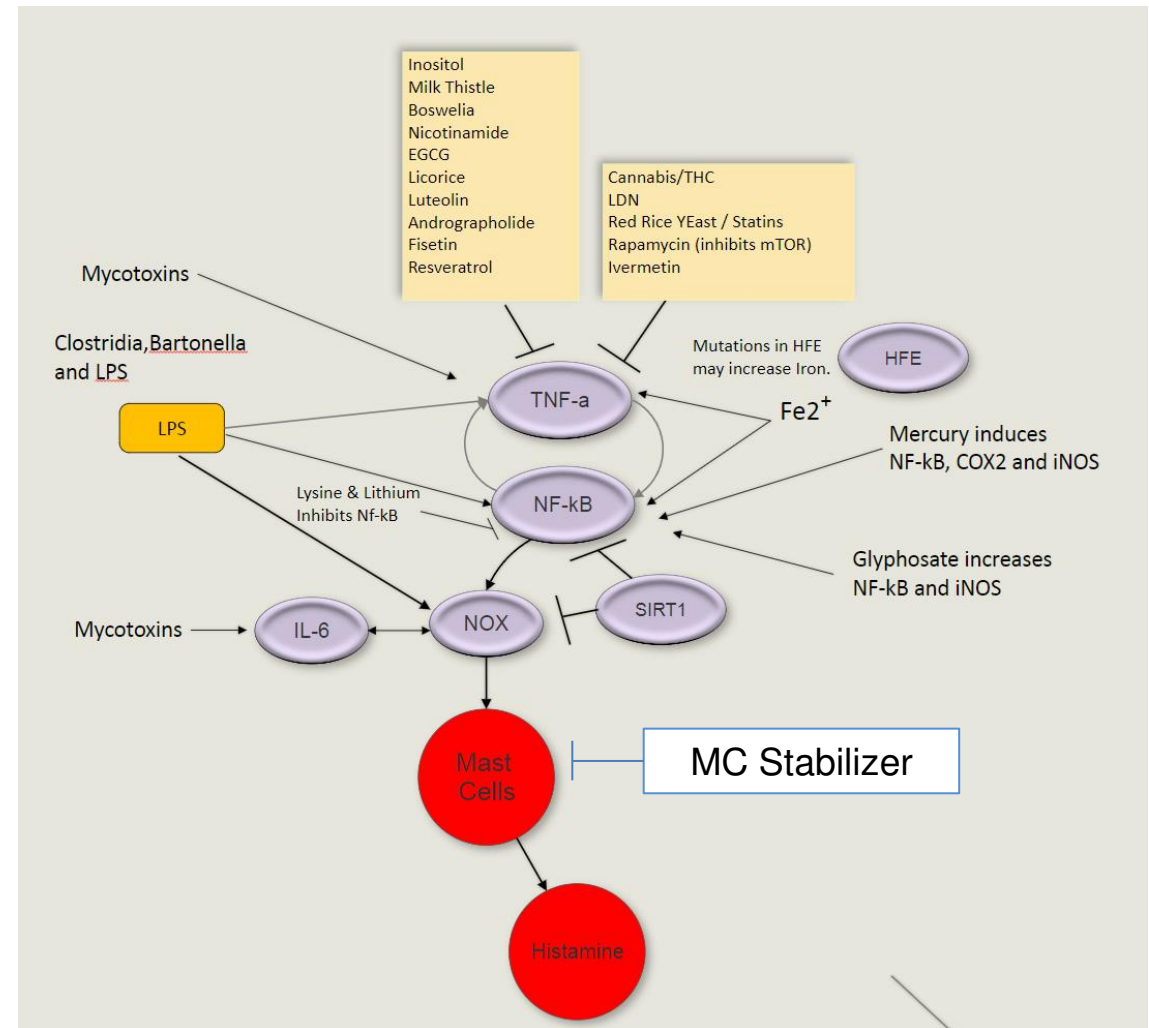 Inositol
Milk Thistle
Boswelia
Nicotinamide
EGCG
Licorice
Luteolin
Andrographolide
Fisetin
Resveratrol
Cannabis/THC
LDN
Red Rice YEast / Statins
Rapamycin (inhibits mTOR)
Ivermetin
Mycotoxins
Clostridia,Bartonella
and LPS
LPS
Mutations in HFE
may increase Iron.
HFE
TNF-a
Fe2+
Mercury induces
NF-kB, COX2 and iNOS
Lysine & Lithium
Inhibits Nf-kB
NF-kB
Glyphosate increases
NF-kB and iNOS
SIRT1
Mycotoxins
IL-6
NOX
Mast
Cells
MC Stabilizer
Histamine